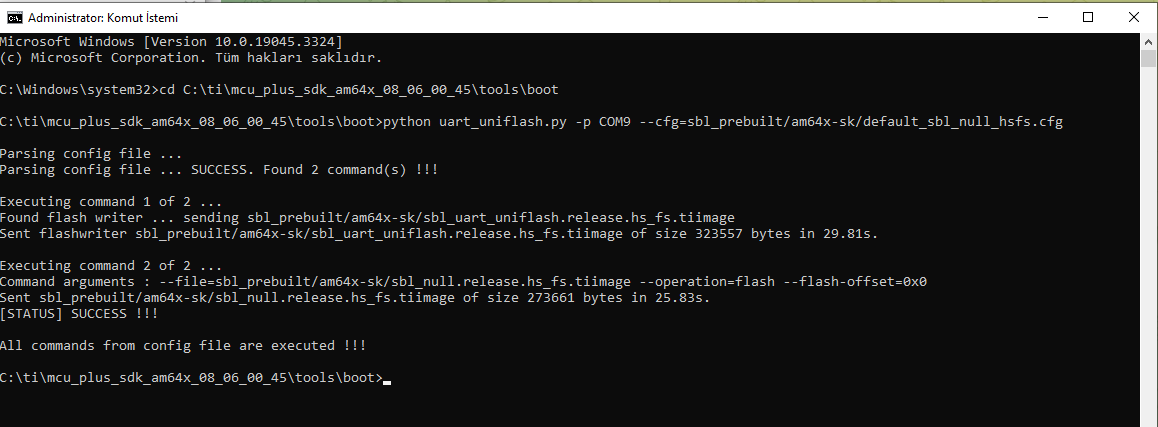 Administrator: Komut İstemi
Microsoft Windows [Version 10.0.19045.3324]
(c) Microsoft Corporation. Tüm hakları saklıdır.
C:\Windows\system32>cd C:\ti\mcu_plus_sdk_am64x_08_06_00_45\tools\boot
C:\ti\mcu_plus_sdk_am64x_08_06_00_45\tools\boot>python uart_uniflash.py -p COM9 --cfg=sbl_prebuilt/am64x-sk/default_sbl_null_hsfs.cfg
Parsing config file ...
Parsing config file ... SUCCESS. Found 2 command(s) !!!
Executing command 1 of 2 ...
Found flash writer ... sending sbl_prebuilt/am64x-sk/sbl_uart_uniflash.release.hs_fs.tiimage
Sent flashwriter sbl_prebuilt/am64x-sk/sbl_uart_uniflash.release.hs_fs.tiimage of size 323557 bytes in 29.81s.
Executing command 2 of 2 ...
Command arguments : --file=sbl_prebuilt/am64x-sk/sbl_null.release.hs_fs.tiimage --operation=flash --flash-offset=0x0
Sent sbl_prebuilt/am64x-sk/sbl_null.release.hs_fs.tiimage of size 273661 bytes in 25.83s.
[STATUS] SUCCESS !!!
All commands from config file are executed !!!
C:\ti\mcu_plus_sdk_am64x_08_06_00_45\tools\boot>